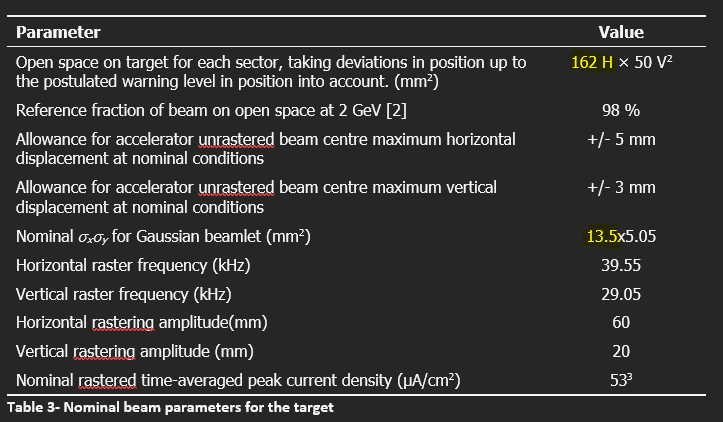 Parameter Value
Open space on target for each sector, taking deviations in position up to 162 H × 50 V²
the postulated warning level in position into account. (mm²)
Reference fraction of beam on open space at 2 GeV [2] 98 %
Allowance for accelerator unrastered beam centre maximum horizontal +/- 5 mm
displacement at nominal conditions
Allowance for accelerator unrastered beam centre maximum vertical +/- 3 mm
displacement at nominal conditions
Nominal σₓσᵧ for Gaussian beamlet (mm²) 13.5x5.05
Horizontal raster frequency (kHz) 39.55
Vertical raster frequency (kHz) 29.05
Horizontal rastering amplitude(mm) 60
Vertical rastering amplitude (mm) 20
Nominal rastered time-averaged peak current density (µA/cm²) 53³
Table 3- Nominal beam parameters for the target